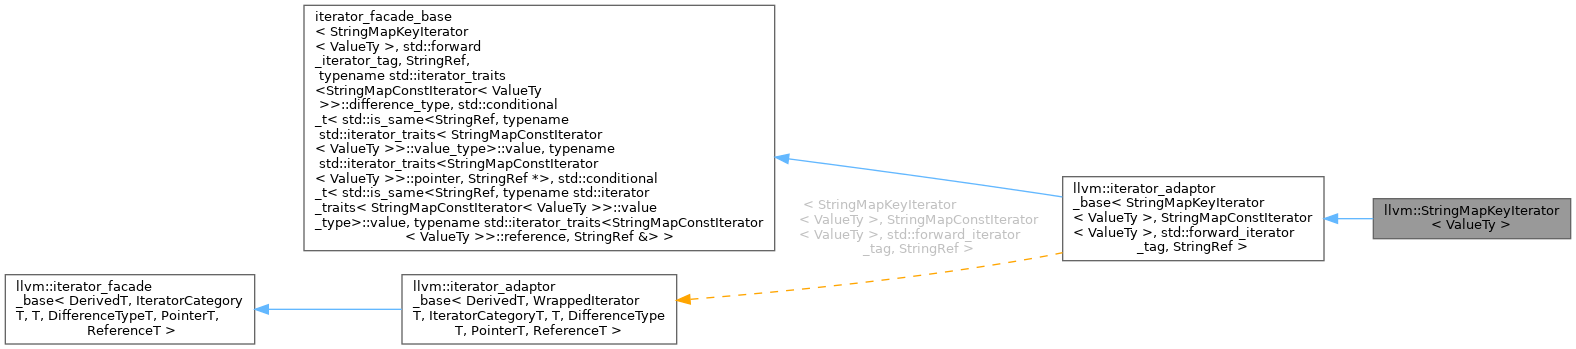 iterator_facade_base
< StringMapKeyIterator
< ValueTy >, std::forward
_iterator_tag, StringRef,
typename std::iterator_traits
<StringMapConstIterator< ValueTy
>>::difference_type, std::conditional
_t< std::is_same<StringRef, typename
std::iterator_traits< StringMapConstIterator
< ValueTy >>::value_type>::value, typename
std::iterator_traits<StringMapConstIterator
< ValueTy >>::pointer, StringRef *>, std::conditional
_t< std::is_same<StringRef, typename std::iterator
_traits< StringMapConstIterator< ValueTy >>::value
_type>::value, typename std::iterator_traits<StringMapConstIterator
< ValueTy >>::reference, StringRef &> >
< StringMapKeyIterator
< ValueTy >, StringMapConstIterator
< ValueTy >, std::forward_iterator
_tag, StringRef >
llvm::iterator_adaptor
_base< StringMapKeyIterator
< ValueTy >, StringMapConstIterator
< ValueTy >, std::forward_iterator
_tag, StringRef >
llvm::StringMapKeyIterator
< ValueTy >
llvm::iterator_facade
_base< DerivedT, IteratorCategory
T, T, DifferenceTypeT, PointerT,
ReferenceT >
llvm::iterator_adaptor
_base< DerivedT, WrappedIterator
T, IteratorCategoryT, T, DifferenceType
T, PointerT, ReferenceT >